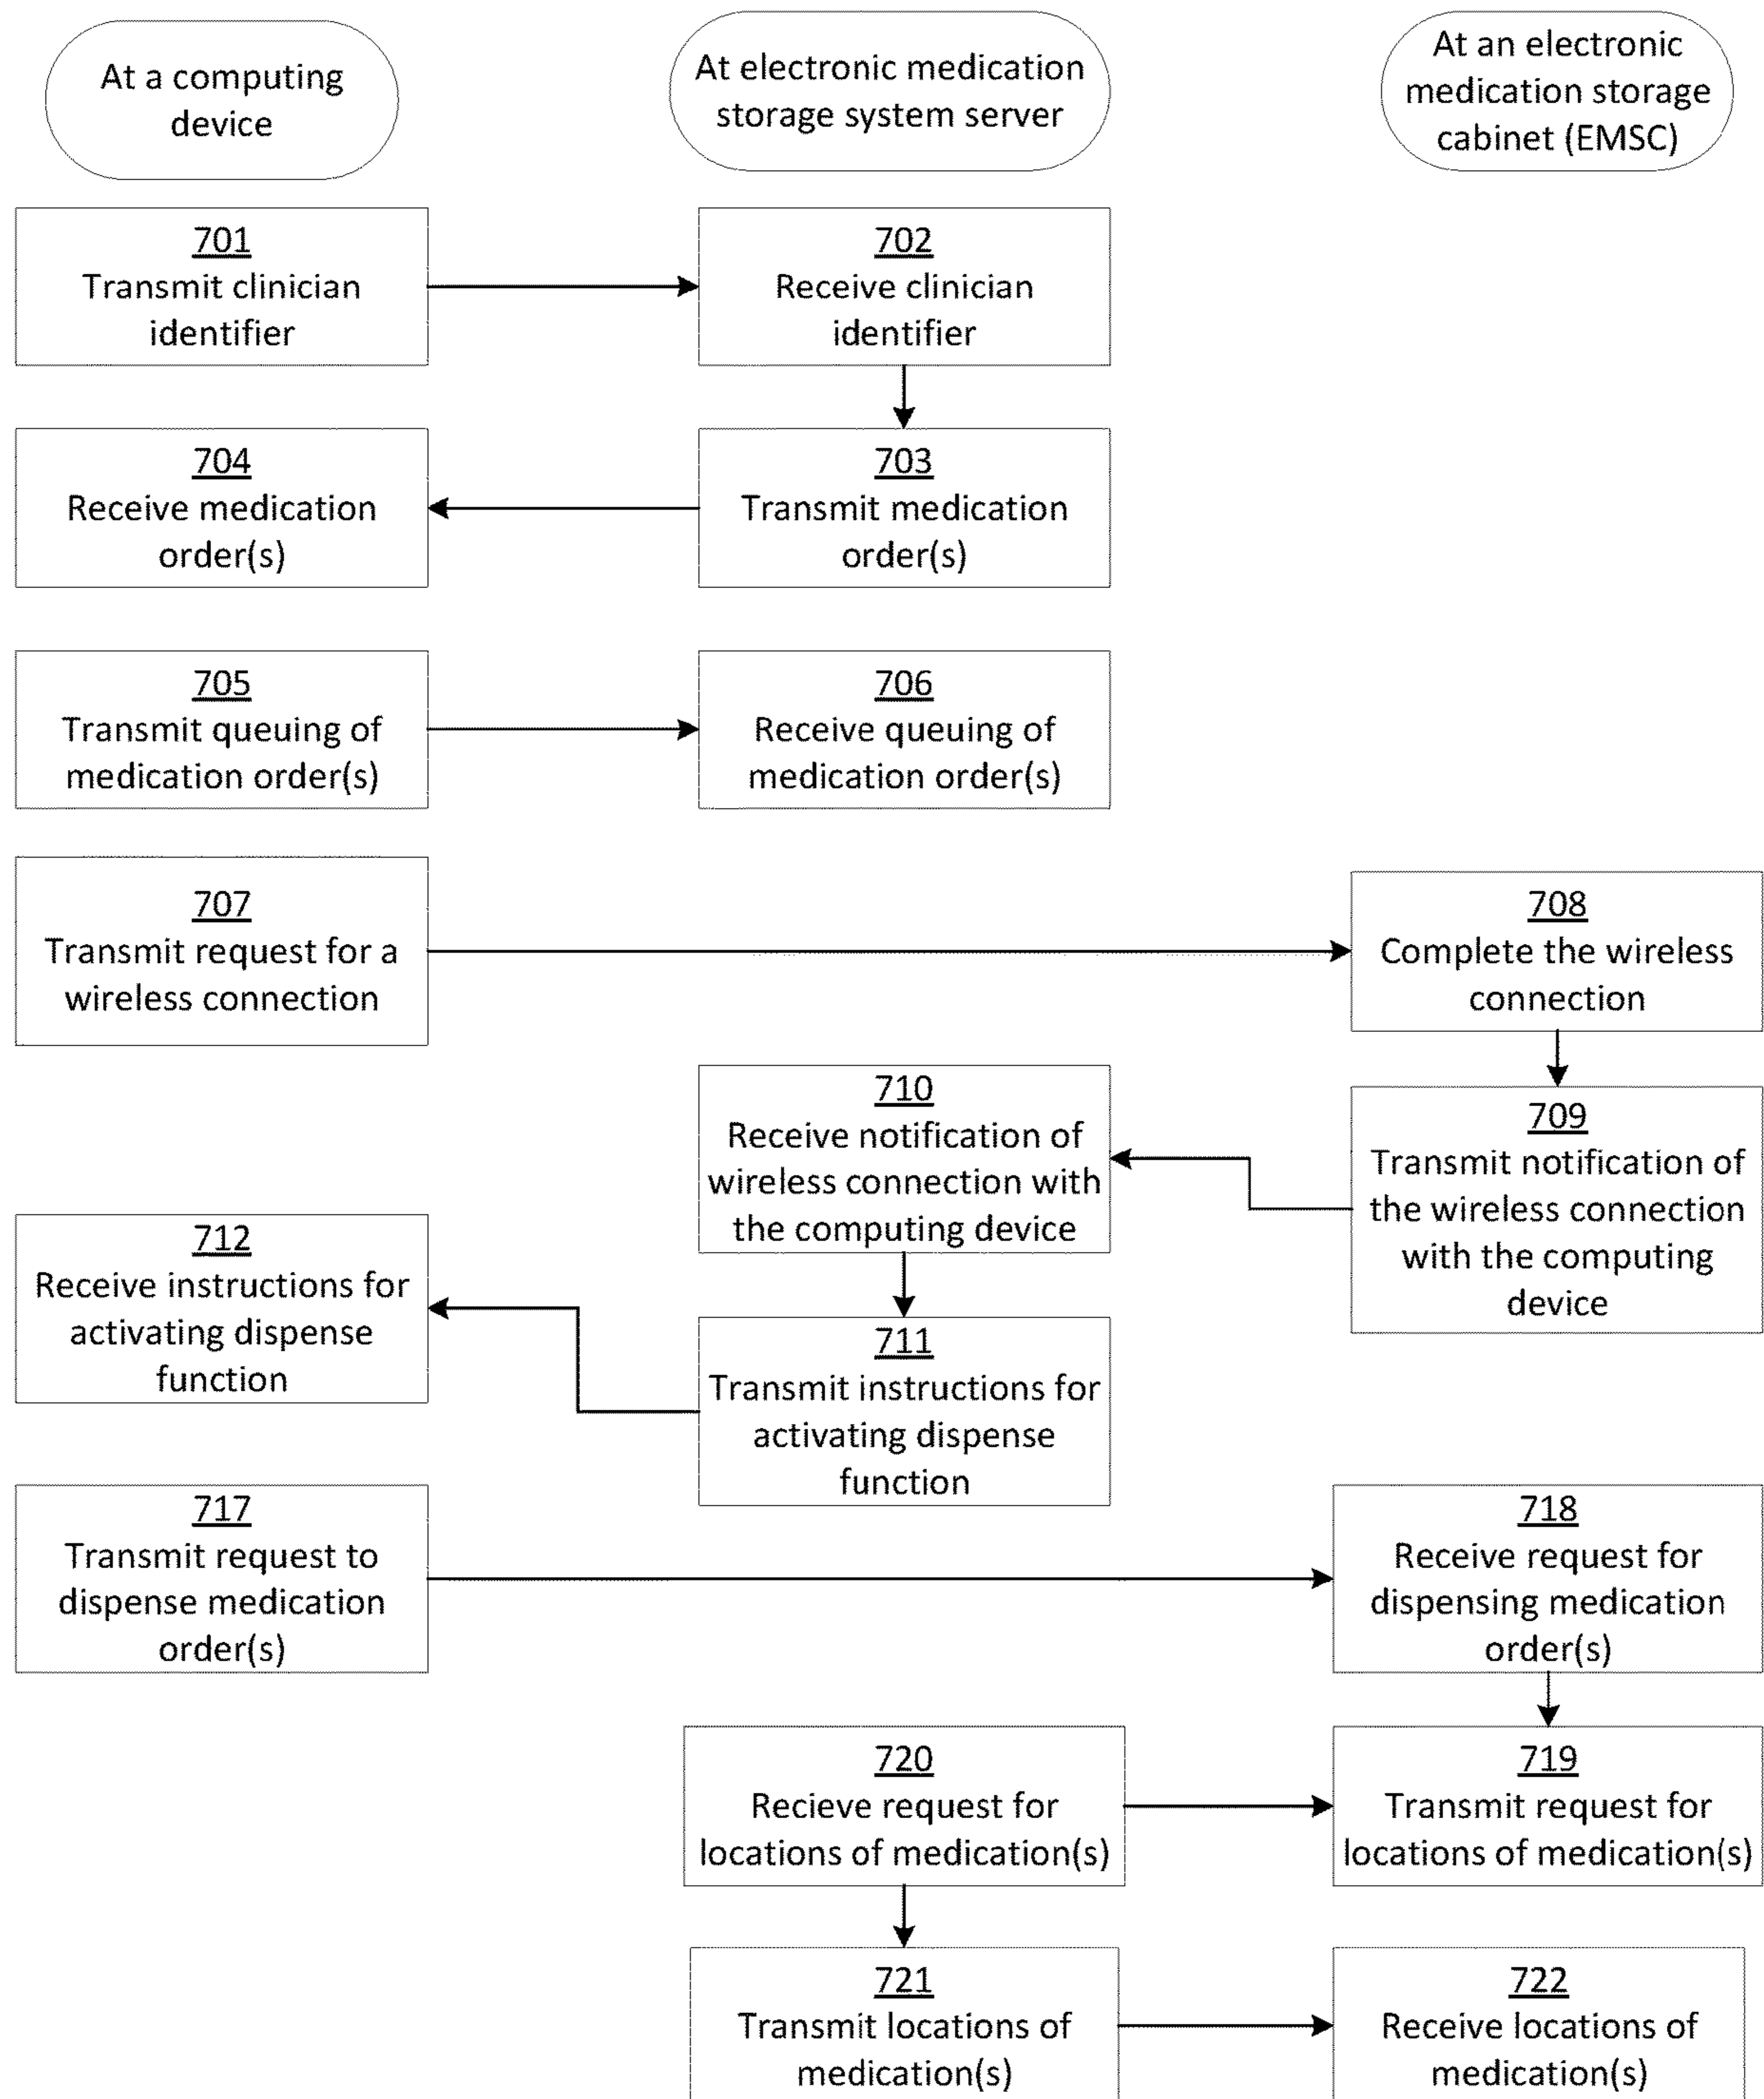 At a computing
device
At electronic medication
storage system server
At an electronic
medication storage
cabinet (EMSC)
701
Transmit clinician
identifier
702
Receive clinician
identifier
704
Receive medication
order(s)
703
Transmit medication
order(s)
705
Transmit queuing of
medication order(s)
706
Receive queuing of
medication order(s)
707
Transmit request for a
wireless connection
708
Complete the wireless
connection
710
Receive notification of
wireless connection with
the computing device
709
Transmit notification of
the wireless connection
with the computing
device
712
Receive instructions for
activating dispense
function
711
Transmit instructions for
activating dispense
function
717
Transmit request to
dispense medication
order(s)
718
Receive request for
dispensing medication
order(s)
720
Recieve request for
locations of medication(s)
719
Transmit request for
locations of medication(s)
721
Transmit locations of
medication(s)
722
Receive locations of
medication(s)